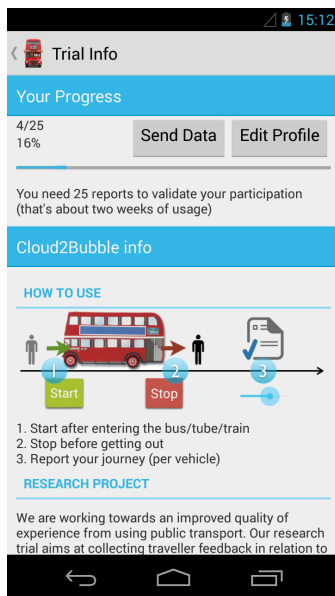 15:12
Trial Info
Your Progress
4/25
16%
Send Data
Edit Profile
You need 25 reports to validate your participation
(that's about two weeks of usage)
Cloud2Bubble info
HOW TO USE
1
2
3
Start
Stop
1. Start after entering the bus/tube/train
2. Stop before getting out
3. Report your journey (per vehicle)
RESEARCH PROJECT
We are working towards an improved quality of
experience from using public transport. Our research
trial aims at collecting traveller feedback in relation to